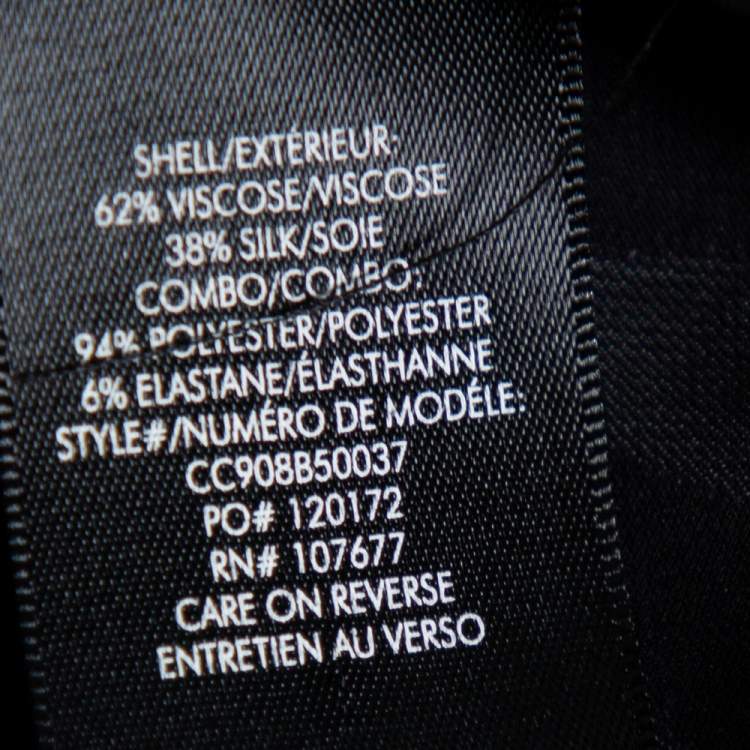 SHELL/EXTÉRIEUR:
62% VISCOSE/VISCOSE
38% SILK/SOIE
COMBO/COMBO:
94% POLYESTER/POLYESTER
6% ELASTANE/ÉLASTHANNE
STYLE#/NUMÉRO DE MODÉLE:
CC908B50037
PO# 120172
RN# 107677
CARE ON REVERSE
ENTRETIEN AU VERSO